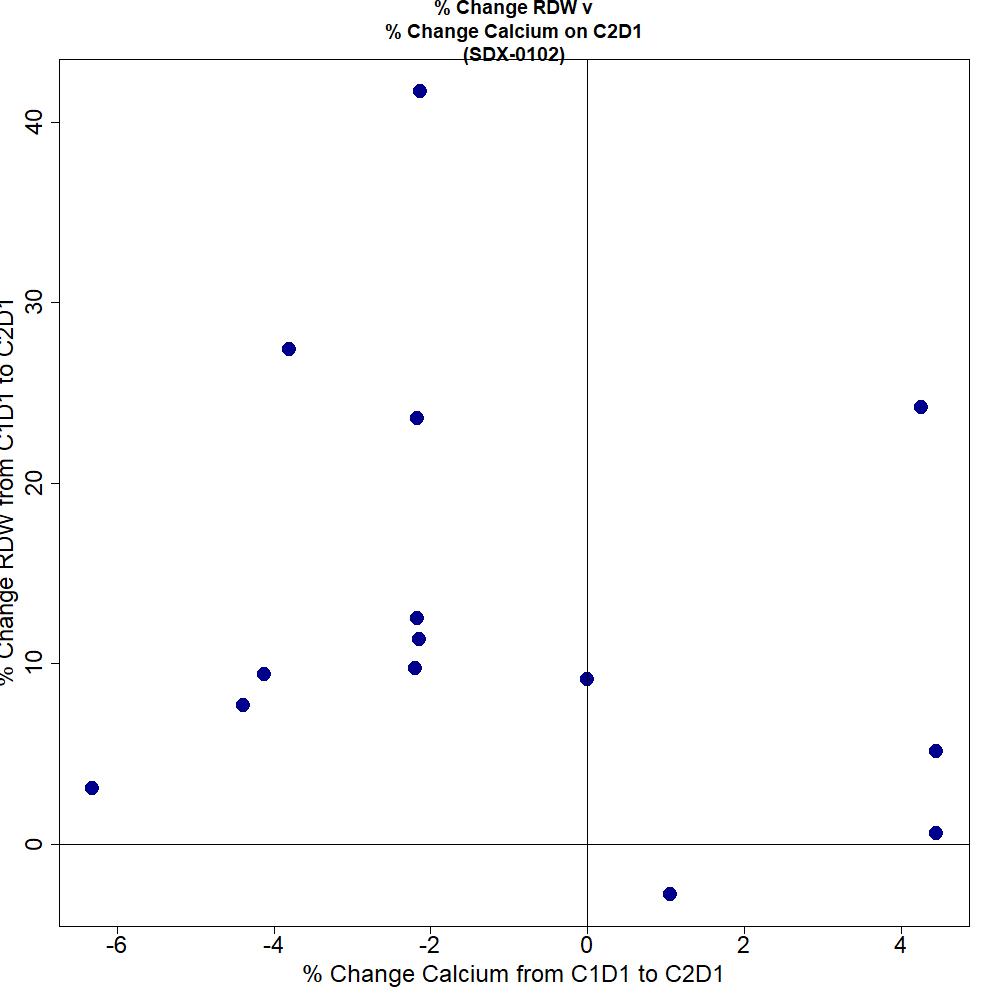 % Change RDW v
% Change Calcium on C2D1
(SDX-0102)
% Change RDW from C1D1 to C2D1
40
30
20
10
0
-6 -4 -2 0 2 4
% Change Calcium from C1D1 to C2D1